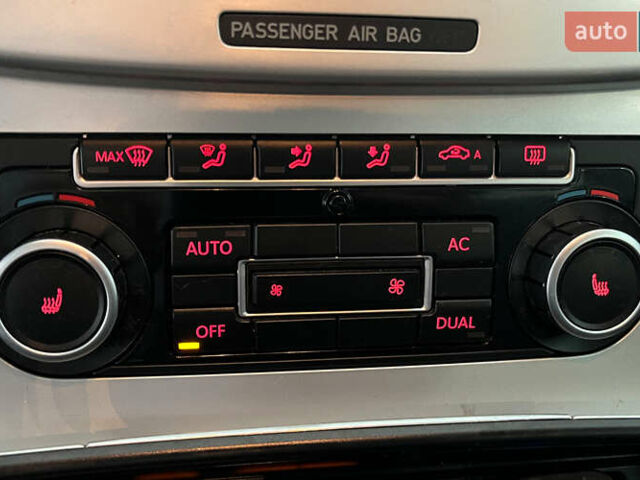 PASSENGER AIR BAG
auto
MAX
A
AUTO
AC
OFF
DUAL